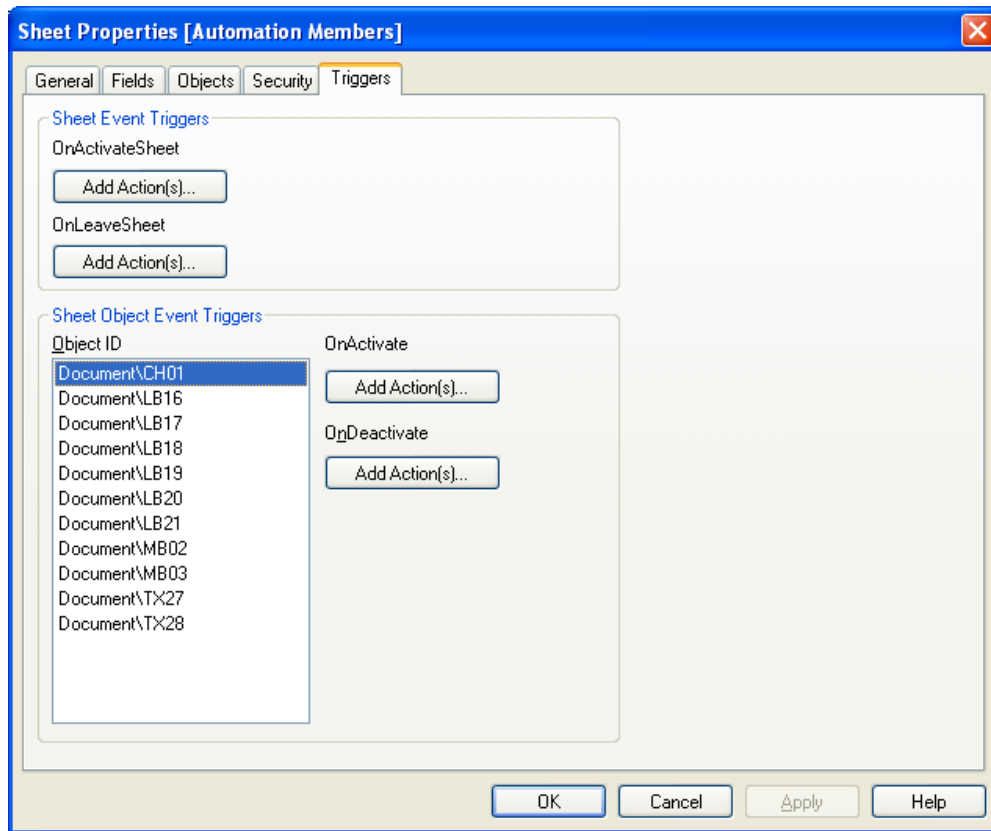 Sheet Properties [Automation Members]
General Fields Objects Security Triggers
Sheet Event Triggers
OnActivateSheet
Add Action(s)...
OnLeaveSheet
Add Action(s)...
Sheet Object Event Triggers
Object ID
Document\CH01
Document\LB16
Document\LB17
Document\LB18
Document\LB19
Document\LB20
Document\LB21
Document\MB02
Document\MB03
Document\TX27
Document\TX28
OnActivate
Add Action(s)...
OnDeactivate
Add Action(s)...
OK Cancel Apply Help